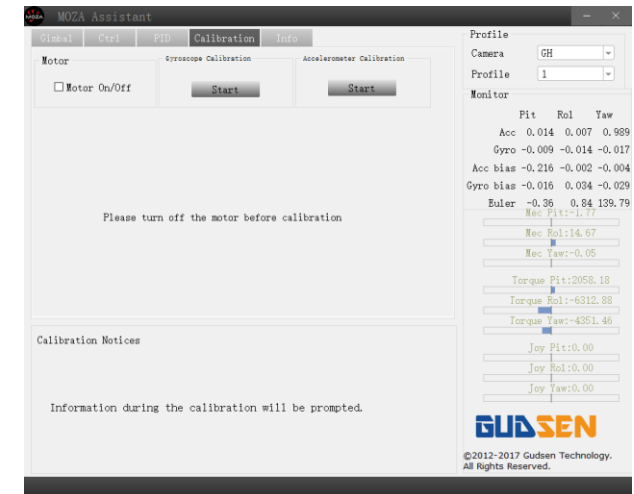 MOZA MOZA Assistant
Gimbal Ctrl PID Calibration Info
Motor
Motor On/Off
Gyroscope Calibration
Start
Accelerometer Calibration
Start
Please turn off the motor before calibration
Calibration Notices
Information during the calibration will be prompted.
Profile
Camera GH
Profile 1
Monitor
Pit Rol Yaw
Acc 0.014 0.007 0.989
Gyro -0.009 -0.014 -0.017
Acc bias -0.216 -0.002 -0.004
Gyro bias -0.016 0.034 -0.029
Euler -0.36 0.84 139.79
Mec Pit:-1.77
Mec Rol:14.67
Mec Yaw:-0.05
Torque Pit:2058.18
Torque Rol:-6312.88
Torque Yaw:-4351.46
Joy Pit:0.00
Joy Rol:0.00
Joy Yaw:0.00
GUDSEN
©2012-2017 Gudsen Technology.
All Rights Reserved.